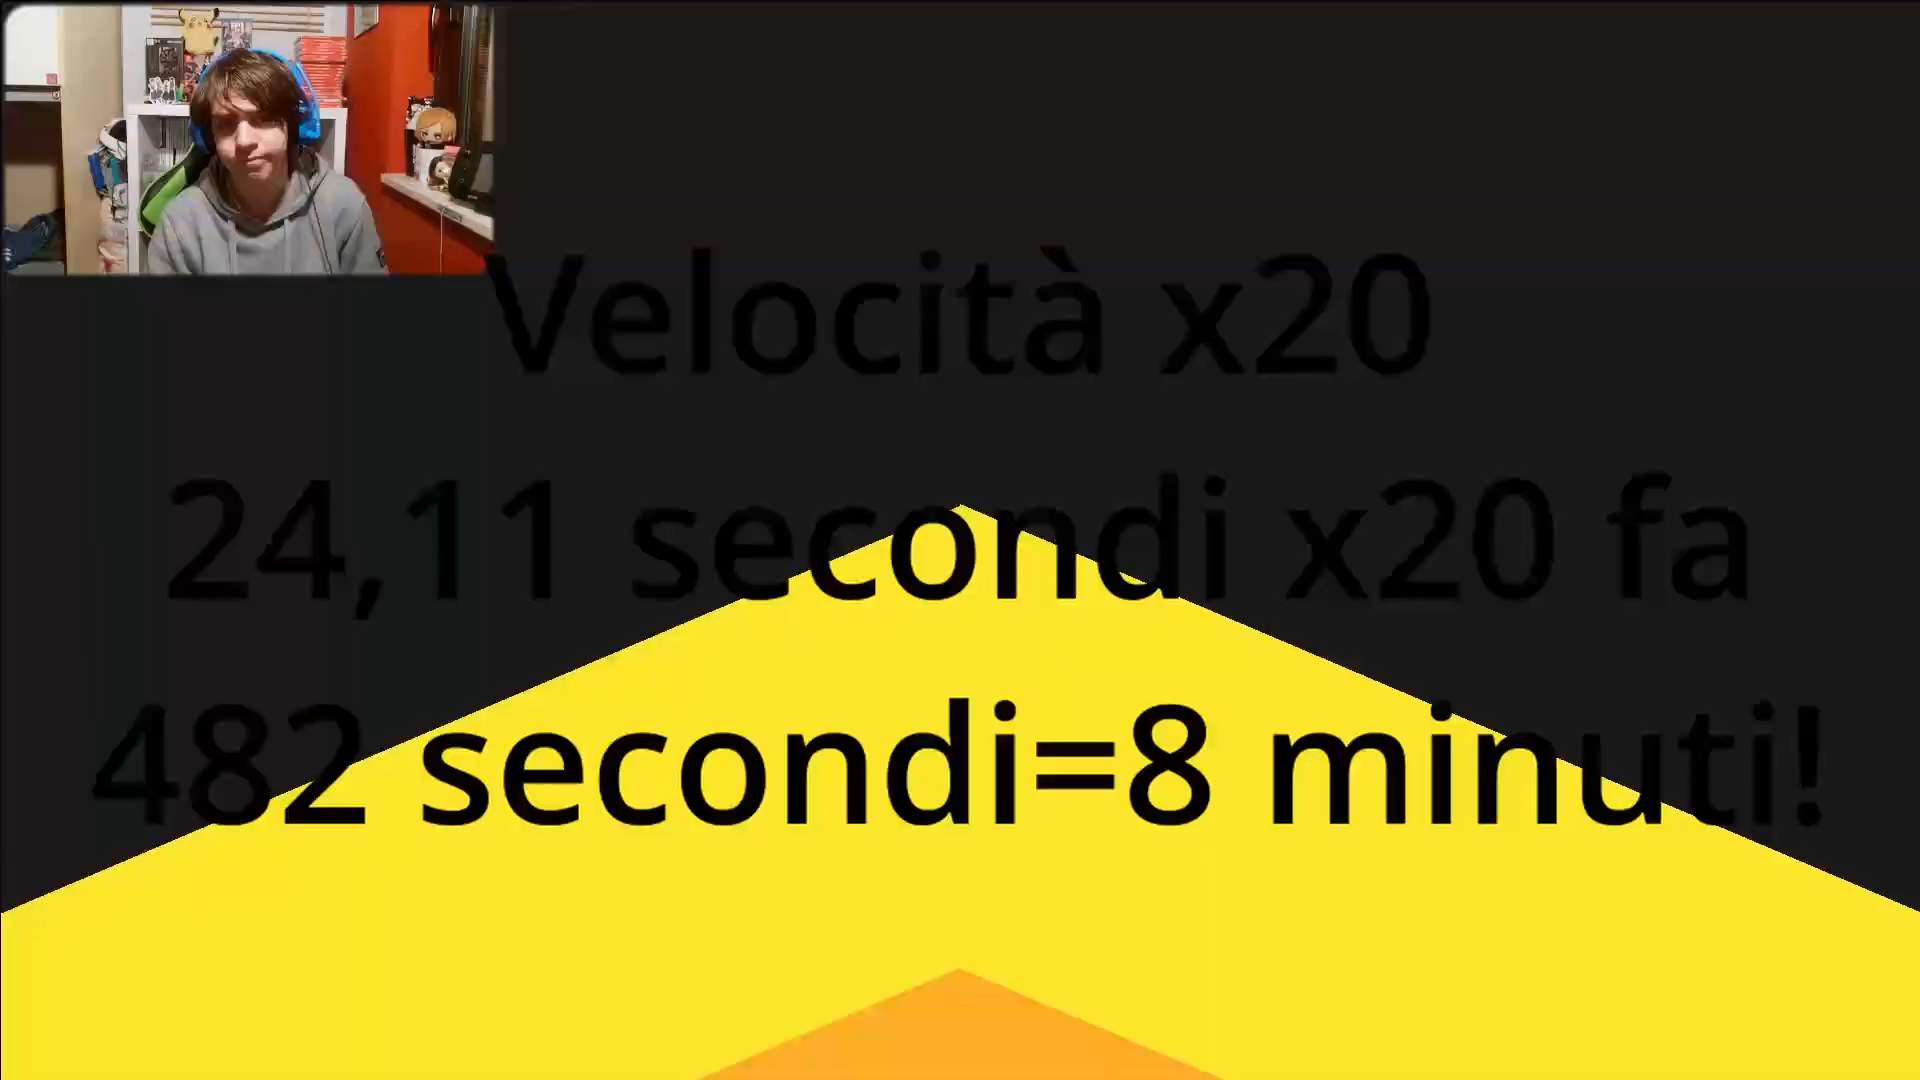 Velocità x20
24,11 secondi x20 fa
482 secondi=8 minuti!